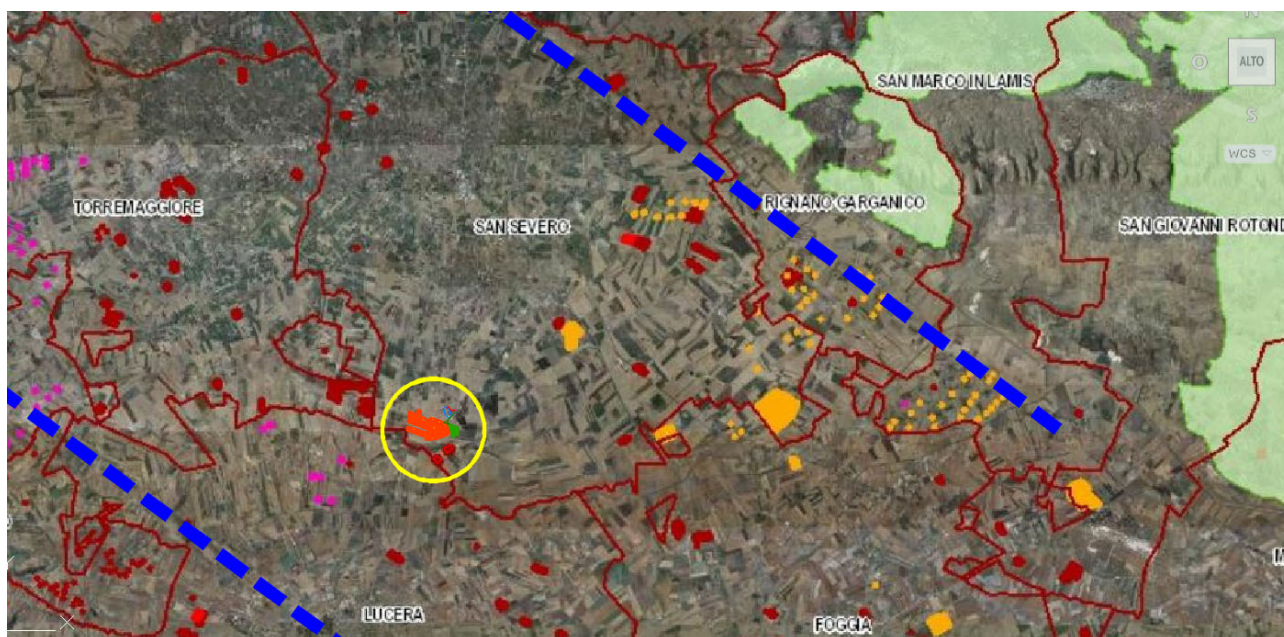 N
SAN MARCO IN LAMIS
O
ALTO
S
WCS
TORREMAGGIORE
RIGNANO GARGANICO
SAN SEVERO
SAN GIOVANNI ROTOND
LUCERA
FOGGIA